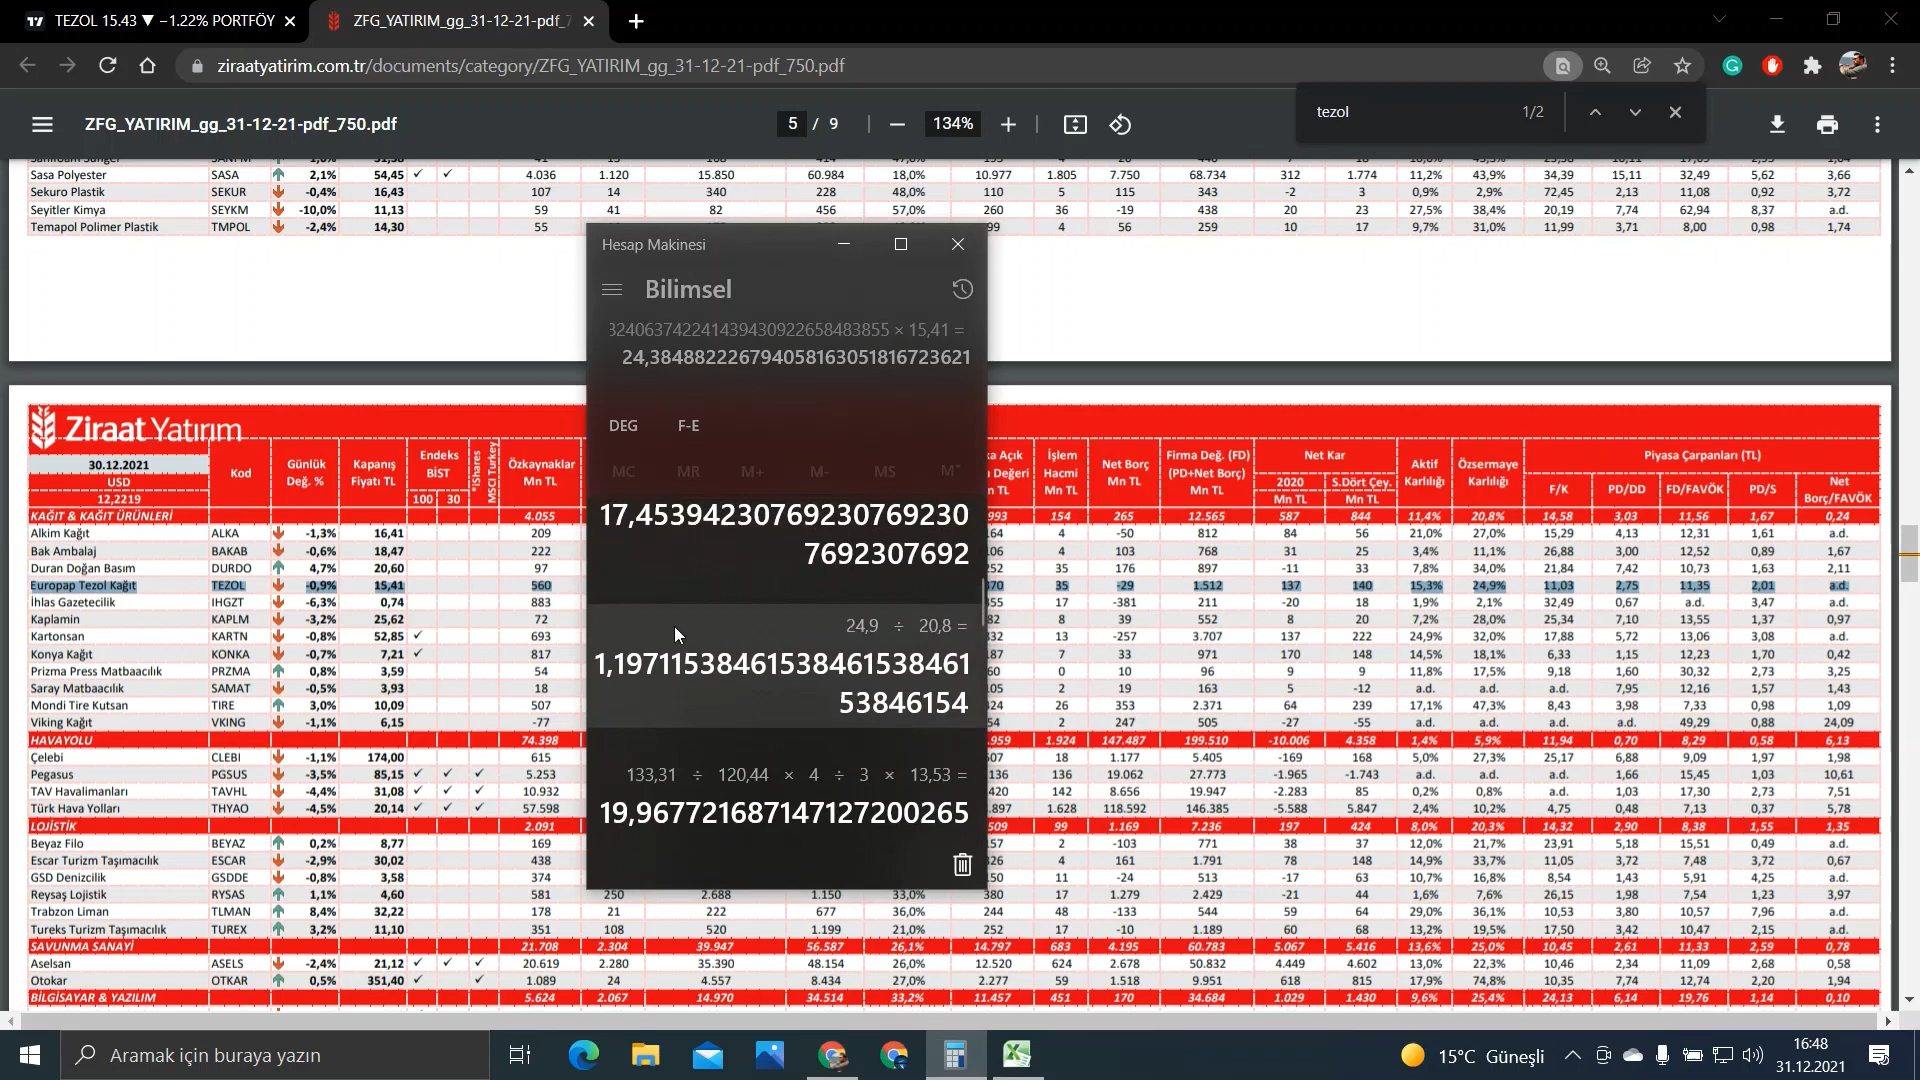 TEZOL 15.43 ▼ −1.22% PORTFÖY
ZFG_YATIRIM_gg_31-12-21-pdf_7
ziraatyatirim.com.tr/documents/category/ZFG_YATIRIM_gg_31-12-21-pdf_750.pdf
tezol 1/2
ZFG_YATIRIM_gg_31-12-21-pdf_750.pdf 5 / 9 134%
Sasa Polyester SASA 2,1% 54,45 ✓ ✓ 4.036 1.120 15.850 60.984 18,0% 10.977 1.805 7.750 68.734 312 1.774 11,2% 43,9% 34,39 15,11 32,49 5,62 3,66
Sekuro Plastik SEKUR -0,4% 16,43 107 14 340 228 48,0% 110 5 115 343 -2 3 0,9% 2,9% 72,45 2,13 11,08 0,92 3,72
Seyitler Kimya SEYKM -10,0% 11,13 59 41 82 456 57,0% 260 36 -19 438 20 23 27,5% 38,4% 20,19 7,74 62,94 8,37 a.d.
Temapol Polimer Plastik TMPOL -2,4% 14,30 55 99 4 56 259 10 17 9,7% 31,0% 11,99 3,71 8,00 0,98 1,74
Hesap Makinesi
Bilimsel
32406374224143943092265848385​5 × 15,41 =
24,384882226794058163051816723621
DEG F-E
MC MR M+ M- MS M˅
17,45394230769230769230
7692307692
24,9 ÷ 20,8 =
1,1971153846153846153846​1
53846154
133,31 ÷ 120,44 × 4 ÷ 3 × 13,53 =
19,967721687147127200265
Ziraat Yatırım
30.12.2021
USD
12,2219
Kod
Günlük
Değ. %
Kapanış
Fiyatı TL
Endeks
BİST
100 30
*iShares
MSCI Turkey
Özkaynaklar
Mn TL
İşlem
Hacmi
Mn TL
Net Borç
Mn TL
Firma Değ. (FD)
(PD+Net Borç)
Mn TL
Net Kar
2020
Mn TL
S.Dört Çey.
Mn TL
Aktif
Karlılığı
Özsermaye
Karlılığı
Piyasa Çarpanları (TL)
F/K PD/DD FD/FAVÖK PD/S
Net
Borç/FAVÖK
KAĞIT & KAĞIT ÜRÜNLERİ 4.055 993 154 265 12.565 587 844 11,4% 20,8% 14,58 3,03 11,56 1,67 0,24
Alkim Kağıt ALKA -1,3% 16,41 209 164 4 -50 812 84 56 21,0% 27,0% 15,29 4,13 12,31 1,61 a.d.
Bak Ambalaj BAKAB -0,6% 18,47 222 106 4 103 768 31 25 3,4% 11,1% 26,88 3,00 12,52 0,89 1,67
Duran Doğan Basım DURDO 4,7% 20,60 97 252 35 176 897 -11 33 7,8% 34,0% 21,84 7,42 10,73 1,63 2,11
Europap Tezol Kağıt TEZOL -0,9% 15,41 560 370 35 -29 1.512 137 140 15,3% 24,9% 11,03 2,75 11,35 2,01 a.d.
İhlas Gazetecilik IHGZT -6,3% 0,74 883 355 17 -381 211 -20 18 1,9% 2,1% 32,49 0,67 a.d. 3,47 a.d.
Kaplamin KAPLM -3,2% 25,62 72 82 8 39 552 8 20 7,2% 28,0% 25,34 7,10 13,55 1,37 0,97
Kartonsan KARTN -0,8% 52,85 ✓ 693 332 13 -257 3.707 137 222 24,9% 32,0% 17,88 5,72 13,06 3,08 a.d.
Konya Kağıt KONKA -0,7% 7,21 ✓ 817 187 7 33 971 170 148 14,5% 18,1% 6,33 1,15 12,23 1,70 0,42
Prizma Press Matbaacılık PRZMA 0,8% 3,59 54 60 0 10 96 9 9 11,8% 17,5% 9,18 1,60 30,32 2,73 3,25
Saray Matbaacılık SAMAT -0,5% 3,93 18 105 2 19 163 5 -12 a.d. a.d. a.d. 7,95 12,16 1,57 1,43
Mondi Tire Kutsan TIRE 3,0% 10,09 507 324 26 353 2.371 64 239 17,1% 47,3% 8,43 3,98 7,33 0,98 1,09
Viking Kağıt VKING -1,1% 6,15 -77 54 2 247 505 -27 -55 a.d. a.d. a.d. a.d. 49,29 0,88 24,09
HAVAYOLU 74.398 .959 1.924 147.487 199.510 -10.006 4.358 1,4% 5,9% 11,94 0,70 8,29 0,58 6,13
Çelebi CLEBI -1,1% 174,00 615 507 18 1.177 5.405 -169 168 5,0% 27,3% 25,17 6,88 9,09 1,97 1,98
Pegasus PGSUS -3,5% 85,15 ✓ ✓ ✓ 5.253 136 136 19.062 27.773 -1.965 -1.743 a.d. a.d. a.d. 1,66 15,45 1,03 10,61
TAV Havalimanları TAVHL -4,4% 31,08 ✓ ✓ ✓ 10.932 420 142 8.656 19.947 -2.283 85 0,2% 0,8% a.d. 1,03 17,30 2,73 7,51
Türk Hava Yolları THYAO -4,5% 20,14 ✓ ✓ ✓ 57.598 .897 1.628 118.592 146.385 -5.588 5.847 2,4% 10,2% 4,75 0,48 7,13 0,37 5,78
LOJİSTİK 2.091 509 99 1.169 7.236 197 424 8,0% 20,3% 14,32 2,90 8,38 1,55 1,35
Beyaz Filo BEYAZ 0,2% 8,77 169 157 2 -103 771 38 37 12,0% 21,7% 23,91 5,18 15,51 0,49 a.d.
Escar Turizm Taşımacılık ESCAR -2,9% 30,02 438 326 4 161 1.791 78 148 14,9% 33,7% 11,05 3,72 7,48 3,72 0,67
GSD Denizcilik GSDDE -0,8% 3,58 374 150 11 -24 513 -17 63 10,7% 16,8% 8,54 1,43 5,91 4,25 a.d.
Reysaş Lojistik RYSAS 1,1% 4,60 581 250 2.688 1.150 33,0% 380 17 1.279 2.429 -21 44 1,6% 7,6% 26,15 1,98 7,54 1,23 3,97
Trabzon Liman TLMAN 8,4% 32,22 178 21 222 677 36,0% 244 48 -133 544 59 64 29,0% 36,1% 10,53 3,80 10,57 7,96 a.d.
Tureks Turizm Taşımacılık TUREX 3,2% 11,10 351 108 520 1.199 21,0% 252 17 -10 1.189 60 68 13,2% 19,5% 17,50 3,42 10,47 2,15 a.d.
SAVUNMA SANAYİ 21.708 2.304 39.947 56.587 26,1% 14.797 683 4.195 60.783 5.067 5.416 13,6% 25,0% 10,45 2,61 11,33 2,59 0,78
Aselsan ASELS -2,4% 21,12 ✓ ✓ ✓ 20.619 2.280 35.390 48.154 26,0% 12.520 624 2.678 50.832 4.449 4.602 13,0% 22,3% 10,46 2,34 11,09 2,68 0,58
Otokar OTKAR 0,5% 351,40 ✓ ✓ 1.089 24 4.557 8.434 27,0% 2.277 59 1.518 9.951 618 815 17,9% 74,8% 10,35 7,74 12,74 2,20 1,94
BİLGİSAYAR & YAZILIM 5.624 2.067 14.970 34.514 33,2% 11.457 451 170 34.684 1.029 1.430 9,6% 25,4% 24,13 6,14 19,76 1,14 0,10
Aramak için buraya yazın
15°C Güneşli
16:48
31.12.2021